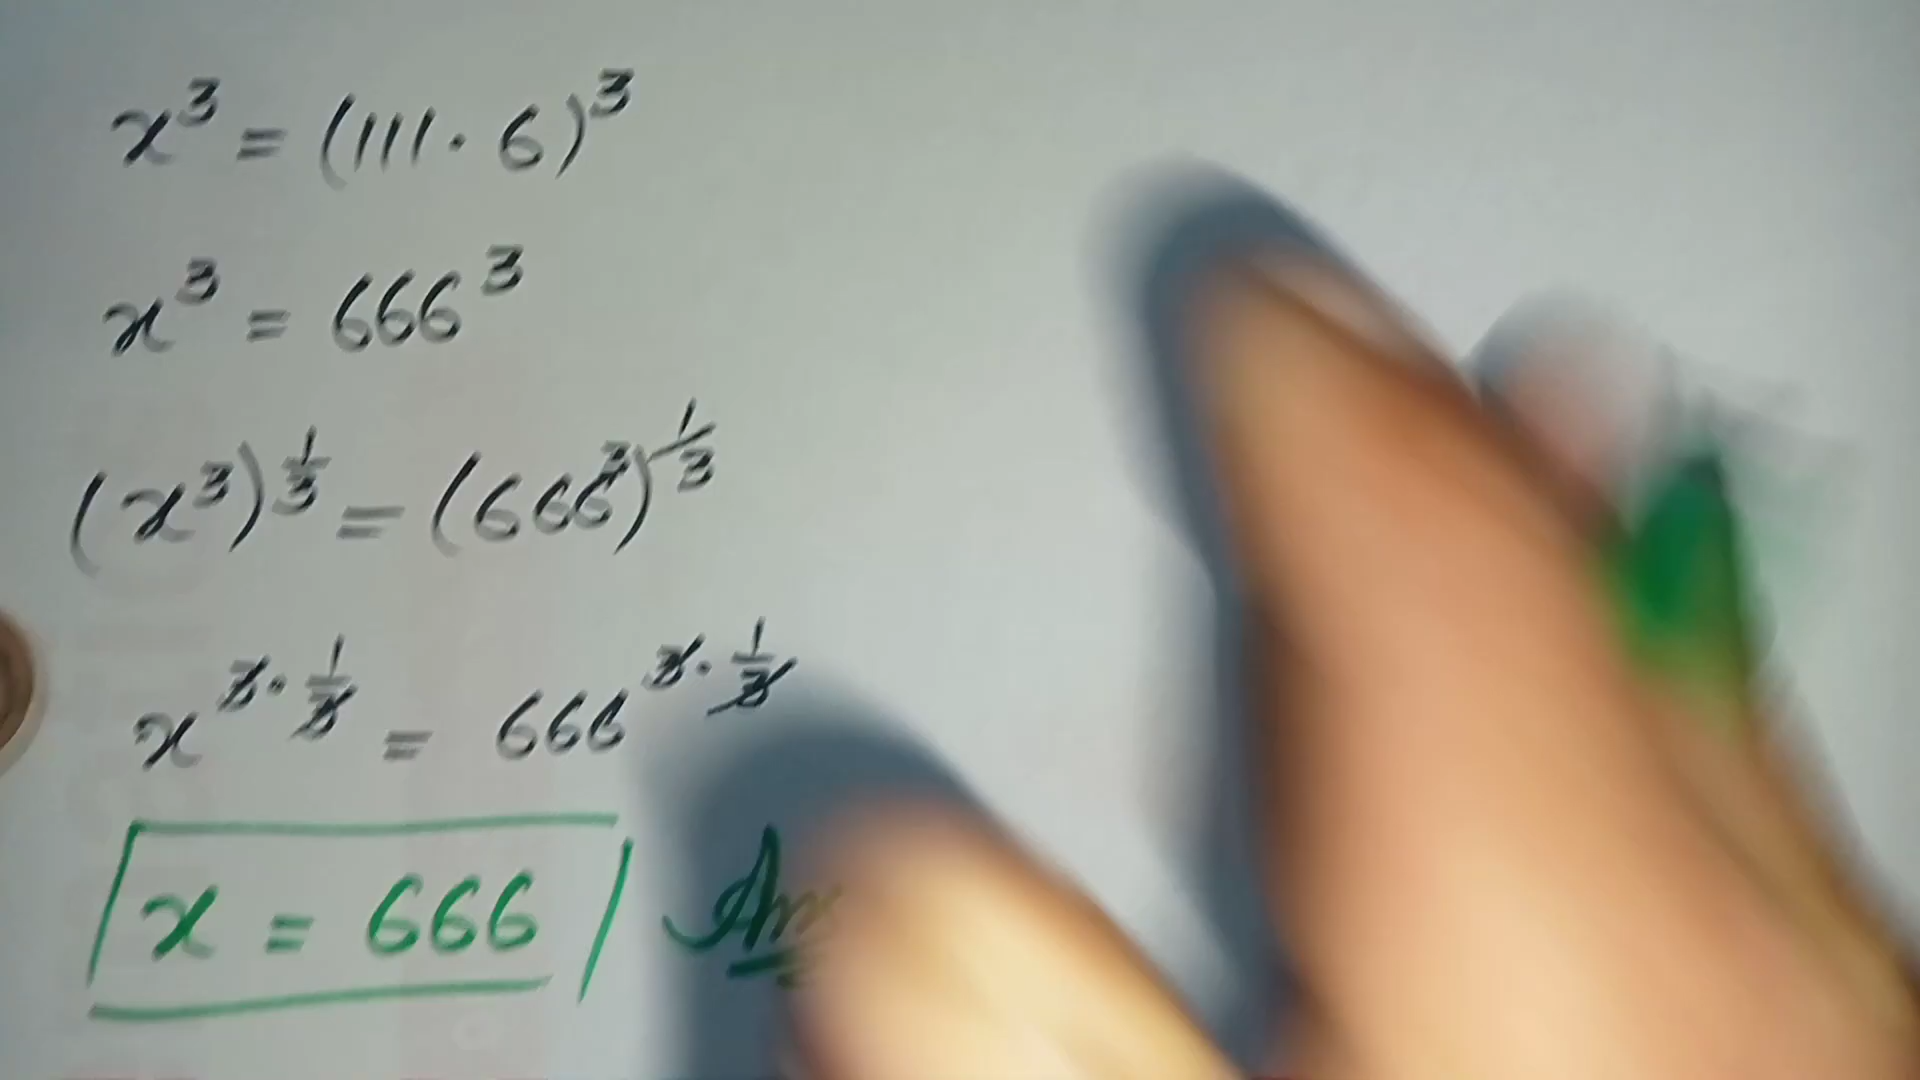 x³ = (111 · 6)³
x³ = 666³
(x³)^(1/3) = (666³)^(1/3)
x^(3 · 1/3) = 666^(3 · 1/3)
x = 666 Ans